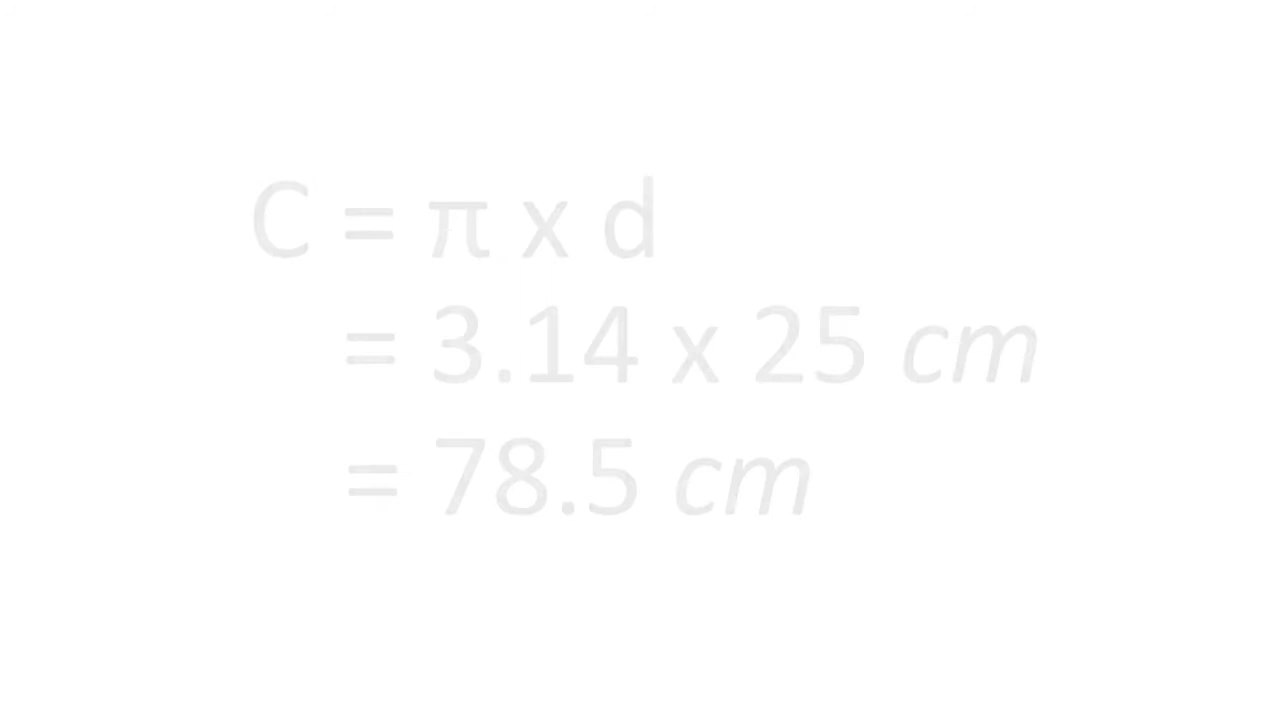 C = π x d
= 3.14 x 25 cm
= 78.5 cm